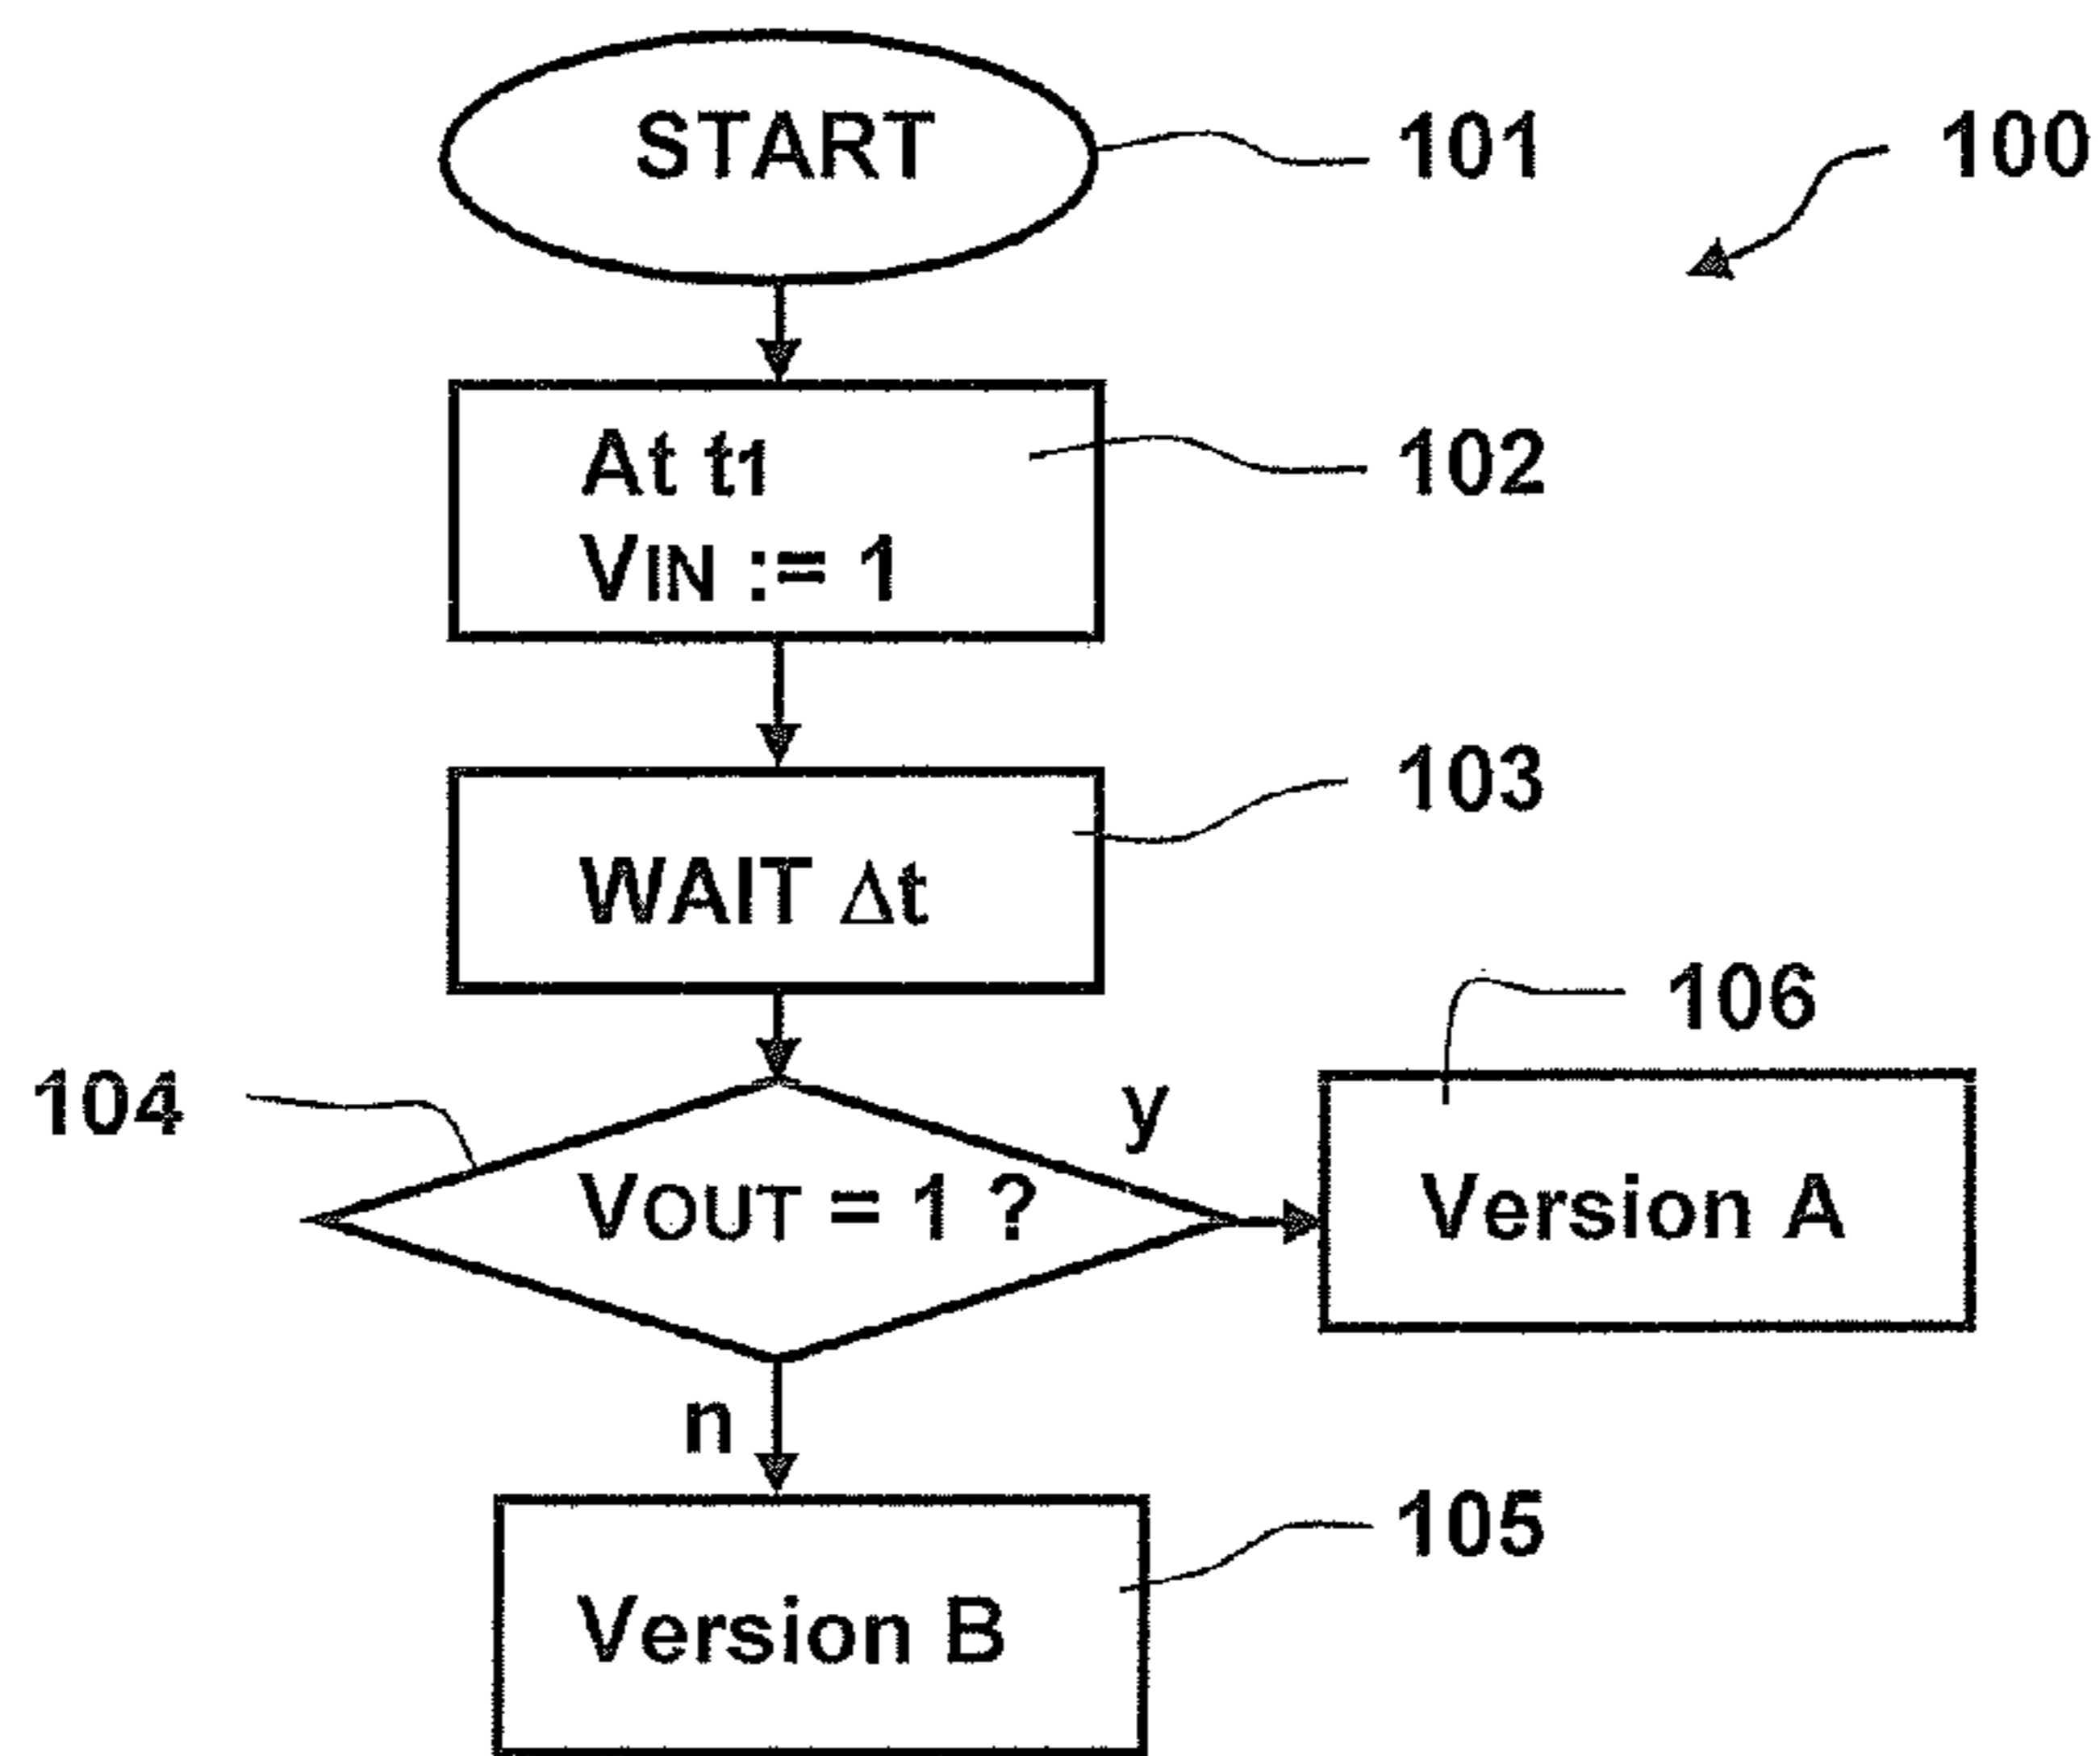 START
101
100
At t1
VIN := 1
102
WAIT Δt
103
104
VOUT = 1 ?
y
106
Version A
n
105
Version B